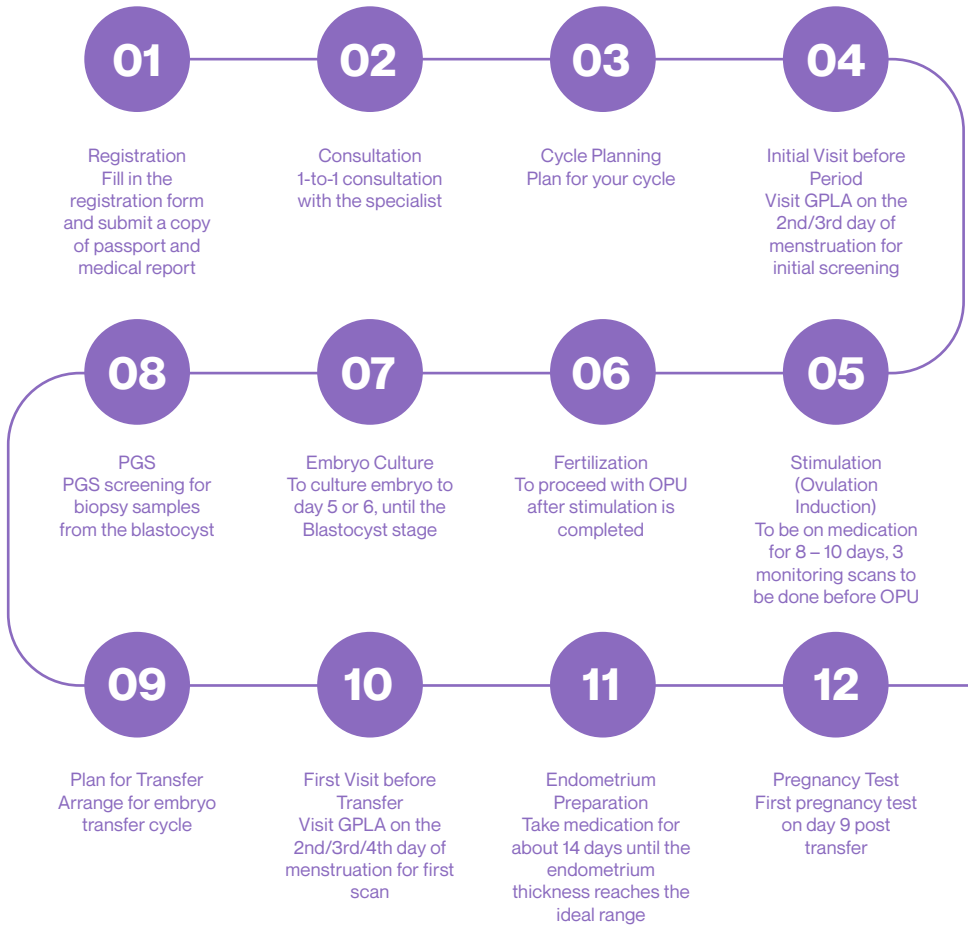 01
Registration
Fill in the
registration form
and submit a copy
of passport and
medical report
02
Consultation
1-to-1 consultation
with the specialist
03
Cycle Planning
Plan for your cycle
04
Initial Visit before
Period
Visit GPLA on the
2nd/3rd day of
menstruation for
initial screening
05
Stimulation
(Ovulation
Induction)
To be on medication
for 8 – 10 days, 3
monitoring scans to
be done before OPU
06
Fertilization
To proceed with OPU
after stimulation is
completed
07
Embryo Culture
To culture embryo to
day 5 or 6, until the
Blastocyst stage
08
PGS
PGS screening for
biopsy samples
from the blastocyst
09
Plan for Transfer
Arrange for embryo
transfer cycle
10
First Visit before
Transfer
Visit GPLA on the
2nd/3rd/4th day of
menstruation for first
scan
11
Endometrium
Preparation
Take medication for
about 14 days until the
endometrium
thickness reaches the
ideal range
12
Pregnancy Test
First pregnancy test
on day 9 post
transfer